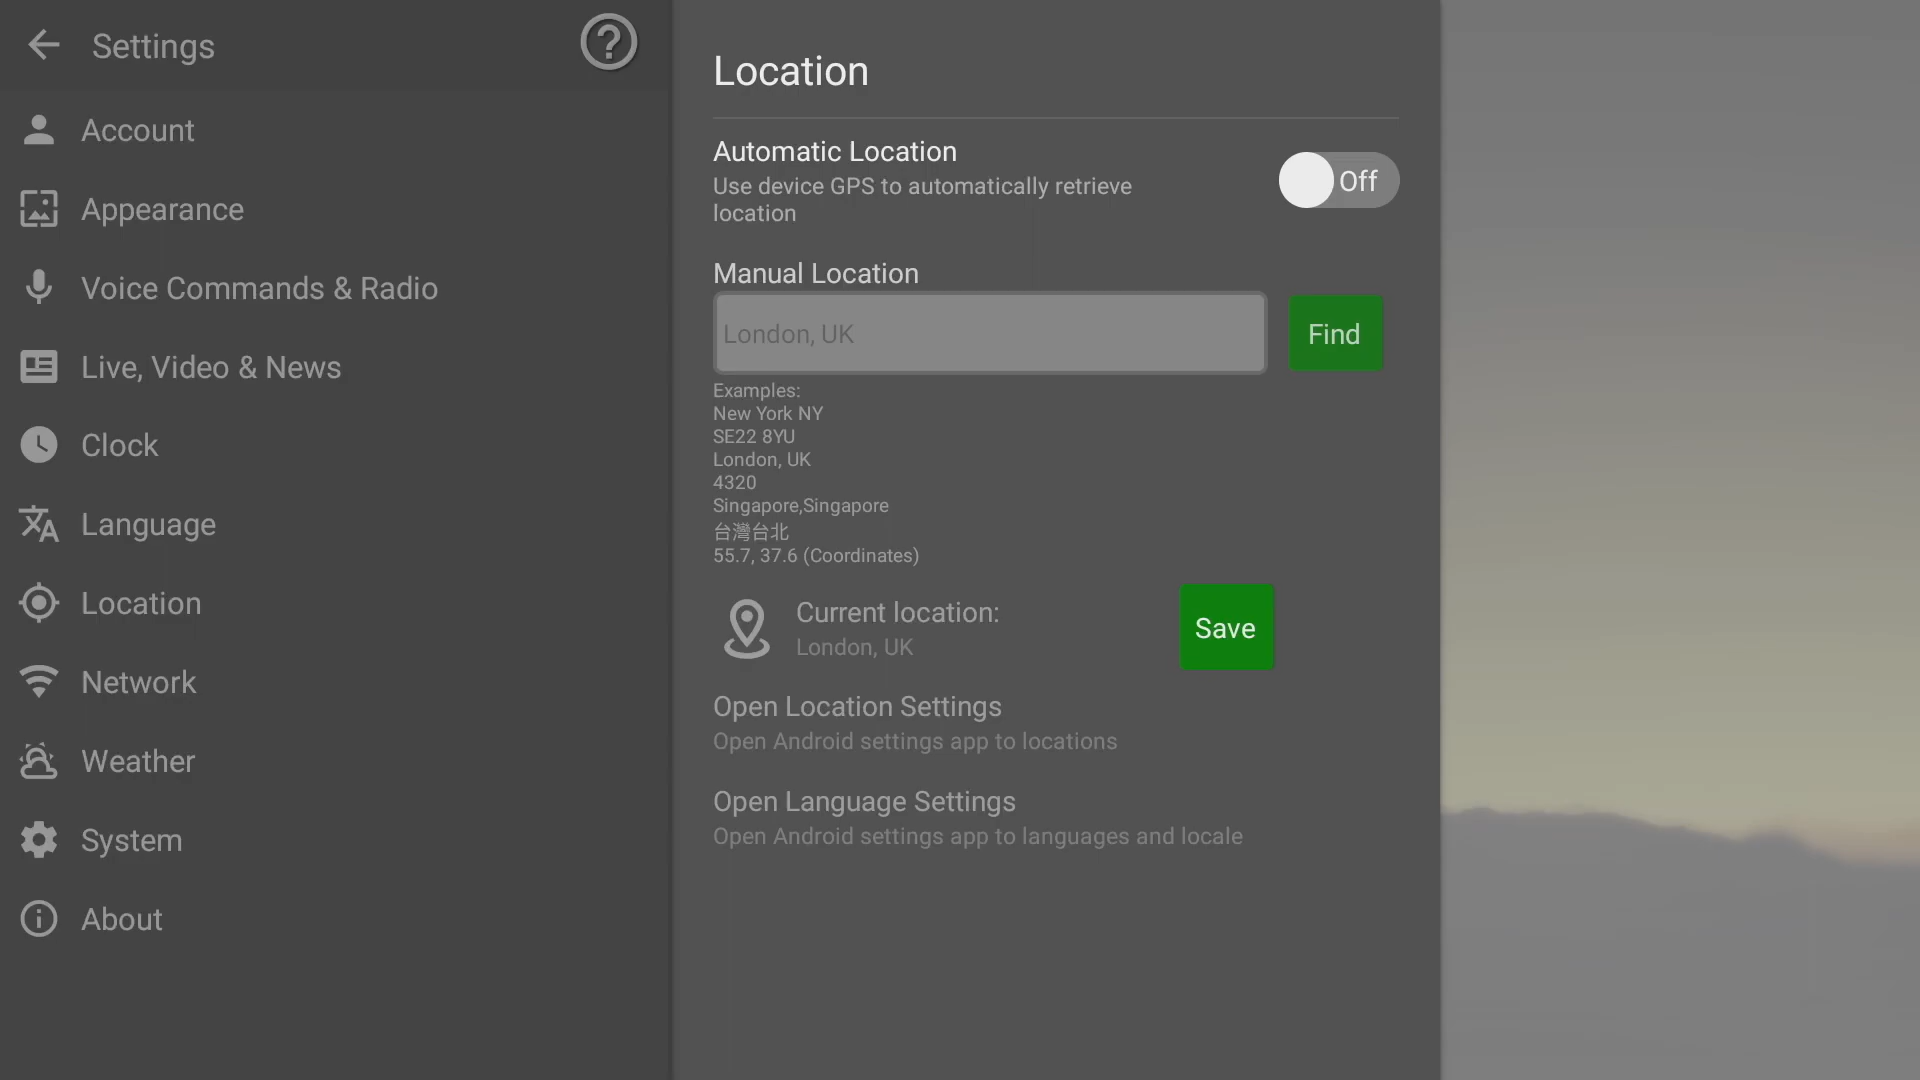 Settings
Account
Appearance
Voice Commands & Radio
Live, Video & News
Clock
Language
Location
Network
Weather
System
About
Location
Automatic Location
Use device GPS to automatically retrieve
location
Off
Manual Location
London, UK
Find
Examples:
New York NY
SE22 8YU
London, UK
4320
Singapore,Singapore
台灣台北
55.7, 37.6 (Coordinates)
Current location:
London, UK
Save
Open Location Settings
Open Android settings app to locations
Open Language Settings
Open Android settings app to languages and locale